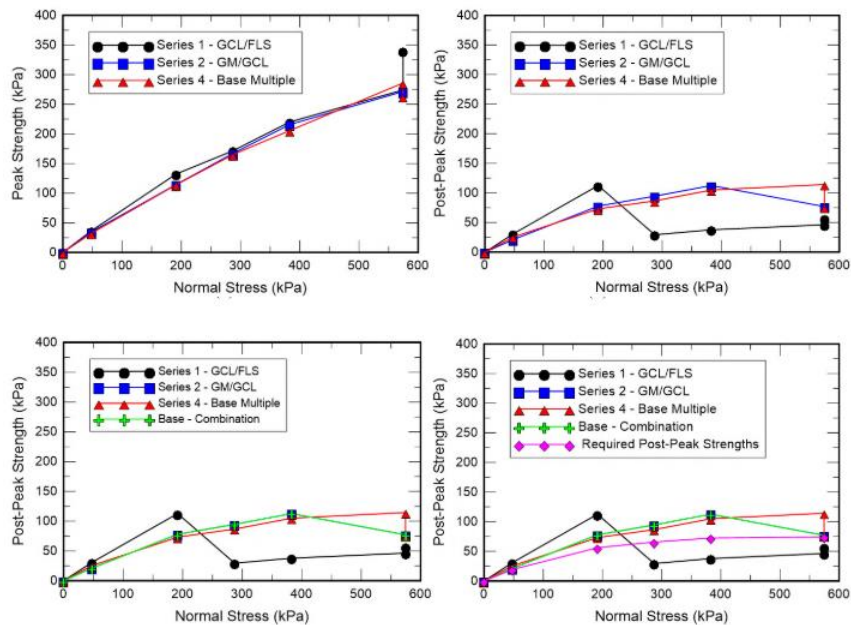 400
350
300
250
200
150
100
50
0
Peak Strength (kPa)
Series 1 - GCL/FLS
Series 2 - GM/GCL
Series 4 - Base Multiple
0 100 200 300 400 500 600
Normal Stress (kPa)
400
350
300
250
200
150
100
50
0
Post-Peak Strength (kPa)
Series 1 - GCL/FLS
Series 2 - GM/GCL
Series 4 - Base Multiple
0 100 200 300 400 500 600
Normal Stress (kPa)
400
350
300
250
200
150
100
50
0
Post-Peak Strength (kPa)
Series 1 - GCL/FLS
Series 2 - GM/GCL
Series 4 - Base Multiple
Base - Combination
0 100 200 300 400 500 600
Normal Stress (kPa)
400
350
300
250
200
150
100
50
0
Post-Peak Strength (kPa)
Series 1 - GCL/FLS
Series 2 - GM/GCL
Series 4 - Base Multiple
Base - Combination
Required Post-Peak Strengths
0 100 200 300 400 500 600
Normal Stress (kPa)